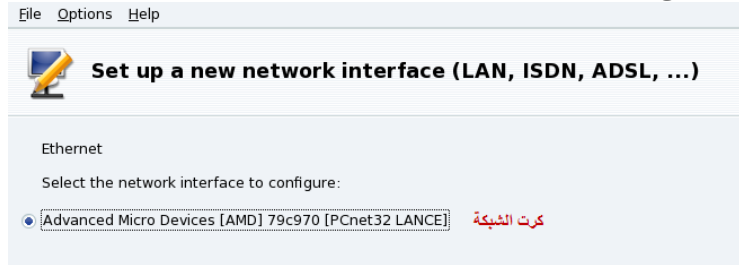 File Options Help
Set up a new network interface (LAN, ISDN, ADSL, ...)
Ethernet
Select the network interface to configure:
Advanced Micro Devices [AMD] 79c970 [PCnet32 LANCE] كرت الشبكة